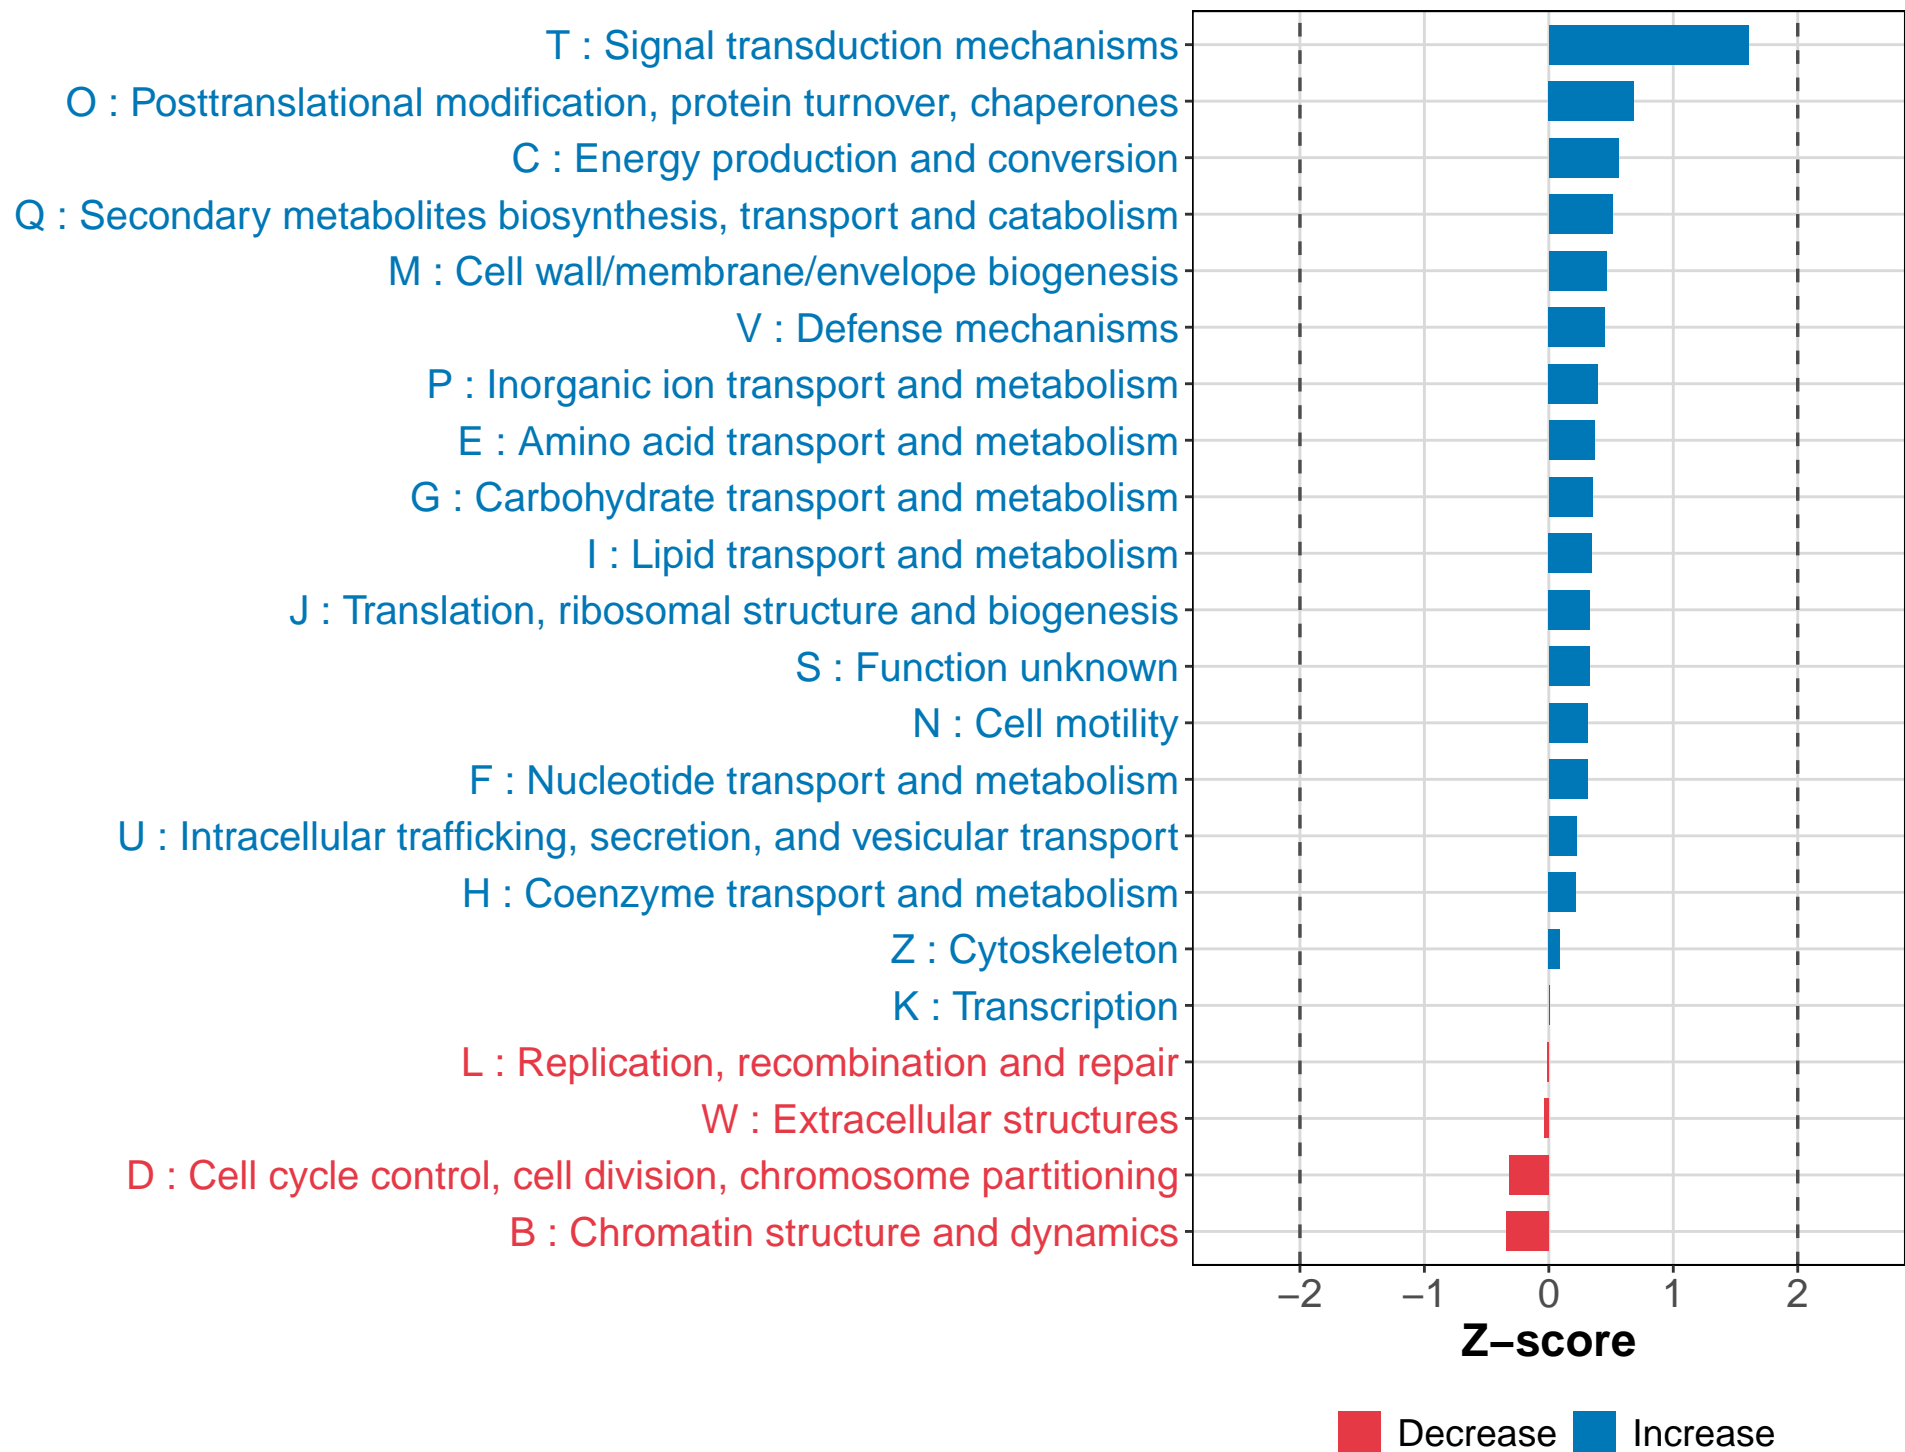 T : Signal transduction mechanisms
O : Posttranslational modification, protein turnover, chaperones
C : Energy production and conversion
Q : Secondary metabolites biosynthesis, transport and catabolism
M : Cell wall/membrane/envelope biogenesis
V : Defense mechanisms
P : Inorganic ion transport and metabolism
E : Amino acid transport and metabolism
G : Carbohydrate transport and metabolism
I : Lipid transport and metabolism
J : Translation, ribosomal structure and biogenesis
S : Function unknown
N : Cell motility
F : Nucleotide transport and metabolism
U : Intracellular trafficking, secretion, and vesicular transport
H : Coenzyme transport and metabolism
Z : Cytoskeleton
K : Transcription
L : Replication, recombination and repair
W : Extracellular structures
D : Cell cycle control, cell division, chromosome partitioning
B : Chromatin structure and dynamics
−2 −1 0 1 2
Z−score
Decrease Increase